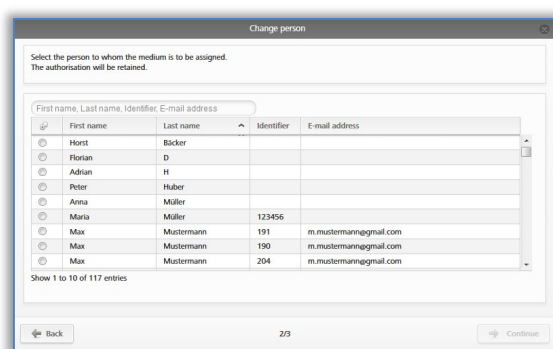 Change person
Select the person to whom the medium is to be assigned.
The authorisation will be retained.
First name, Last name, Identifier, E-mail address
First name Last name Identifier E-mail address
Horst Bäcker
Florian D
Adrian H
Peter Huber
Anna Müller
Maria Müller 123456
Max Mustermann 191 m.mustermann@gmail.com
Max Mustermann 190 m.mustermann@gmail.com
Max Mustermann 204 m.mustermann@gmail.com
Show 1 to 10 of 117 entries
Back 2/3 Continue